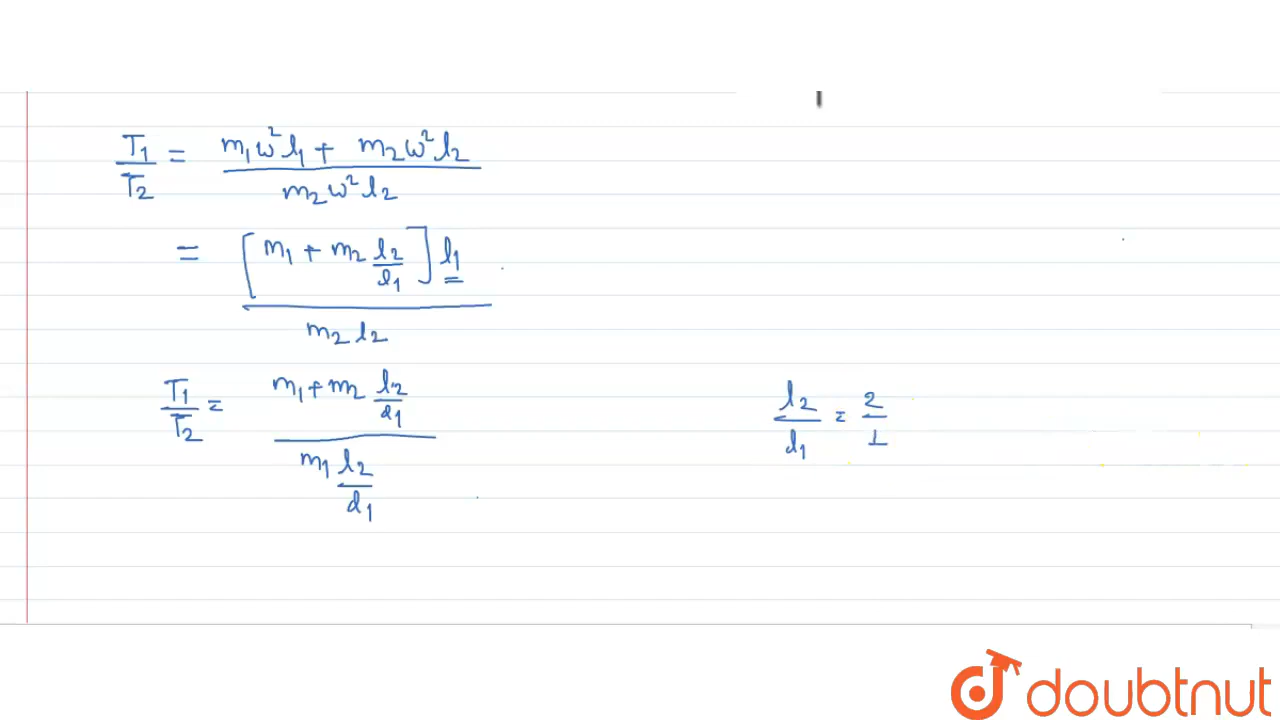 T1/T2 = (m1ω²l1 + m2ω²l2)/(m2ω²l2)
= ([m1 + m2 l2/l1] l1)/(m2 l2)
T1/T2 = (m1 + m2 l2/l1)/(m1 l2/l1)
l2/l1 = 2/1
doubtnut